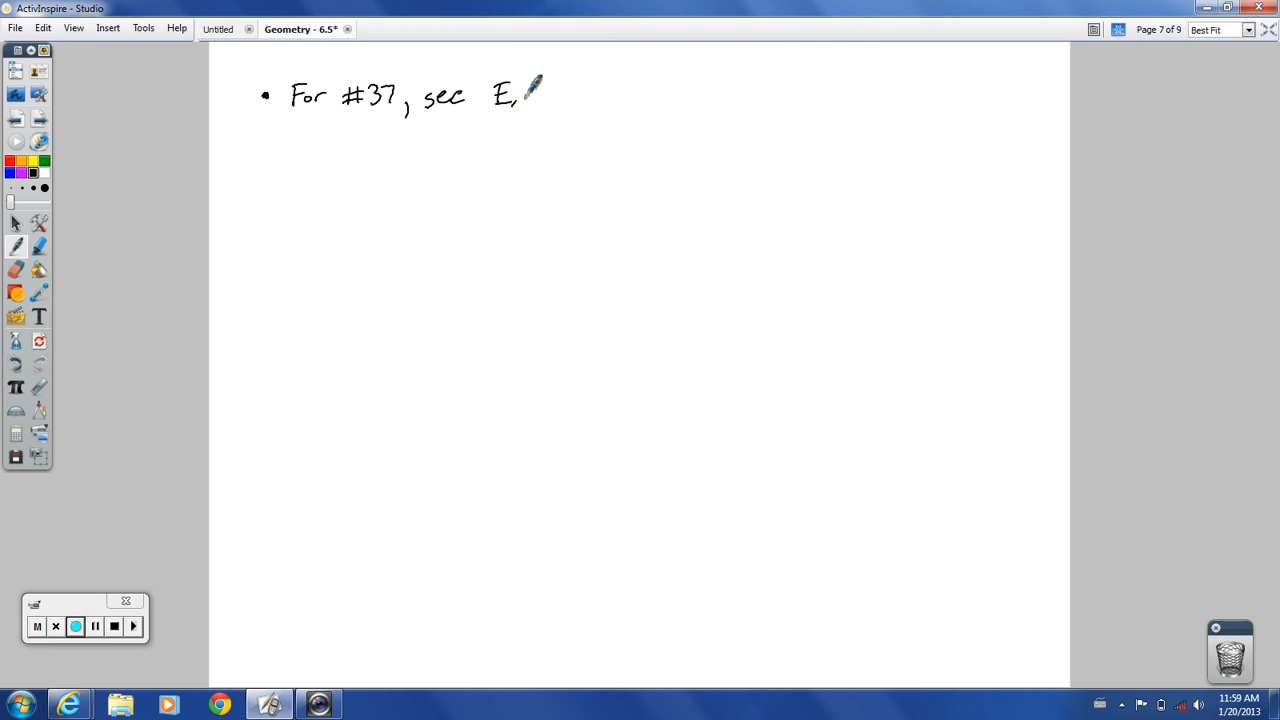 ActivInspire - Studio
File Edit View Insert Tools Help Untitled Geometry - 6.5* Page 7 of 9 Best Fit
• For #37, see E,
M
11:59 AM
1/20/2013